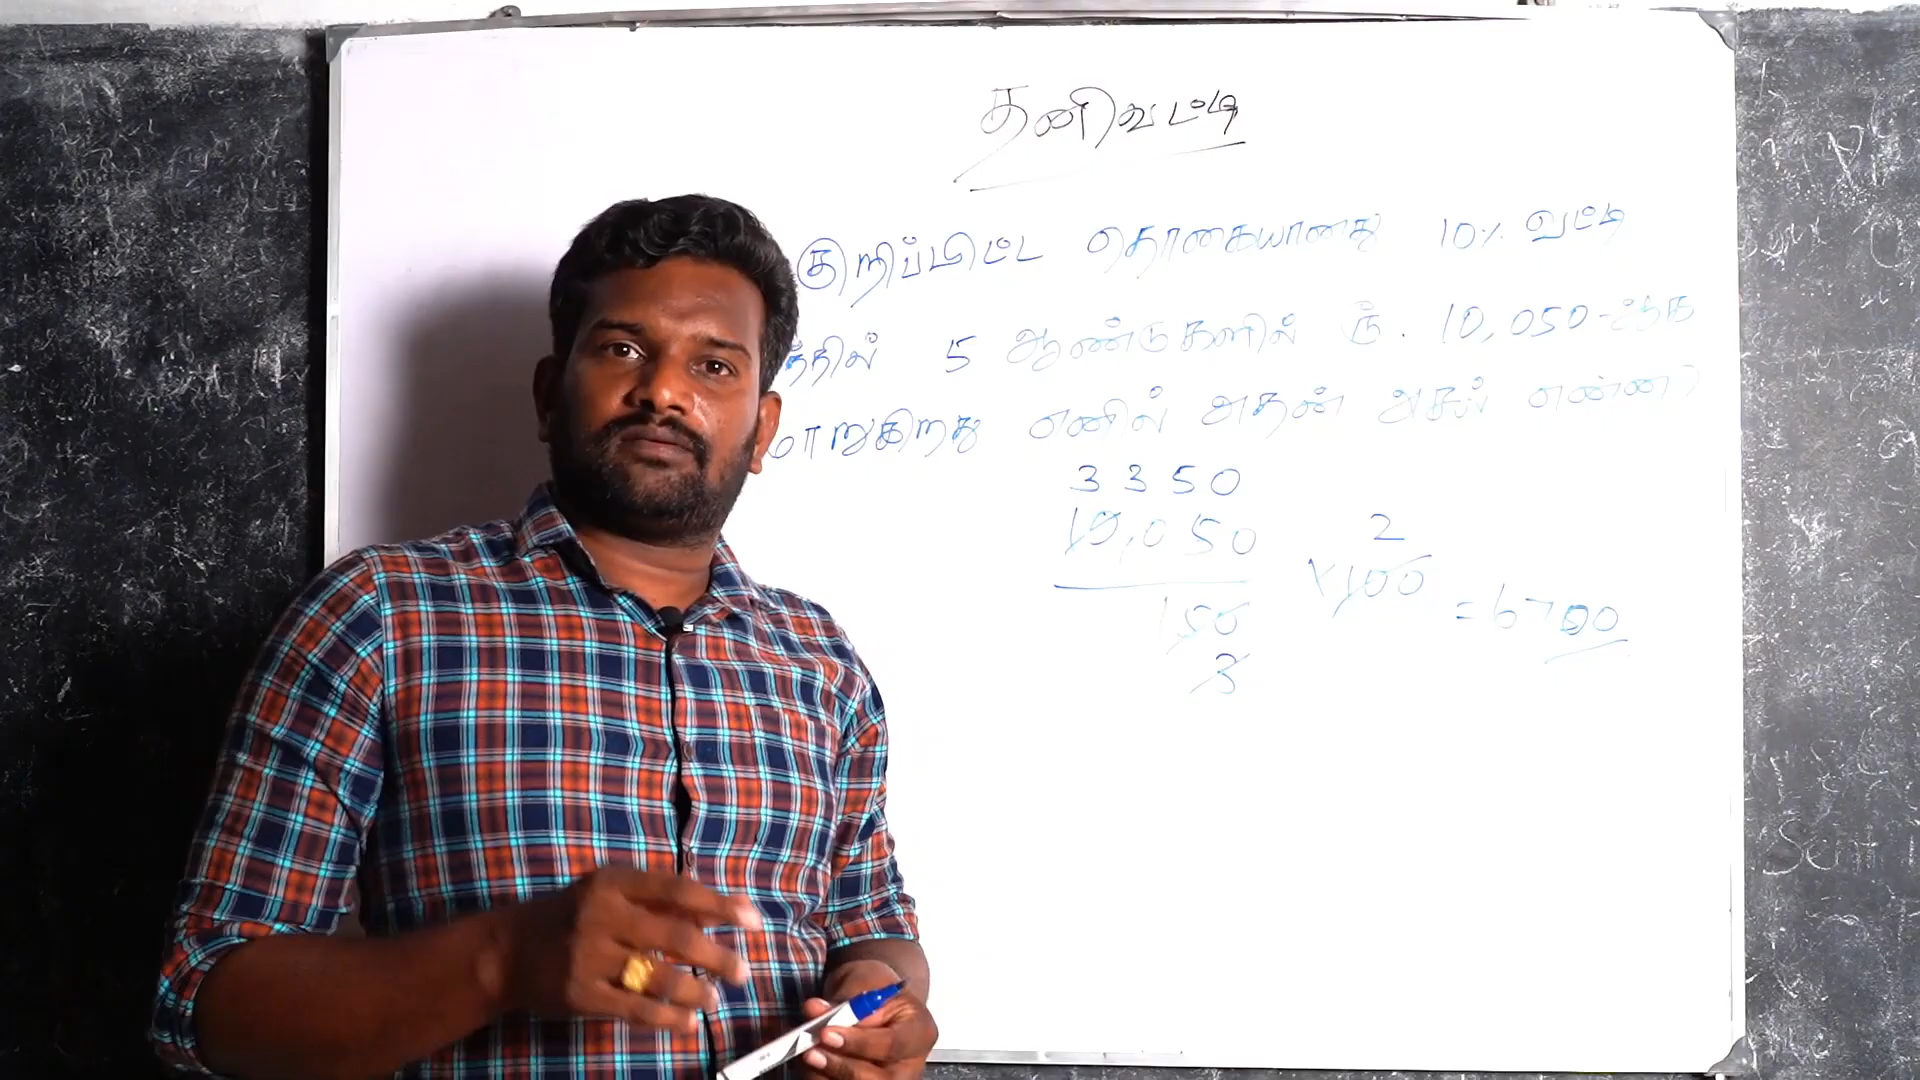 தனிவட்டி
குறிப்பிட்ட தொகையானது 10% வட்டி
த்தில் 5 ஆண்டுகளில் ரூ. 10,050-ஆக
மாறுகிறது எனில் அதன் அசல் என்ன?
3350
10,050
2
×100
= 6700
150
3